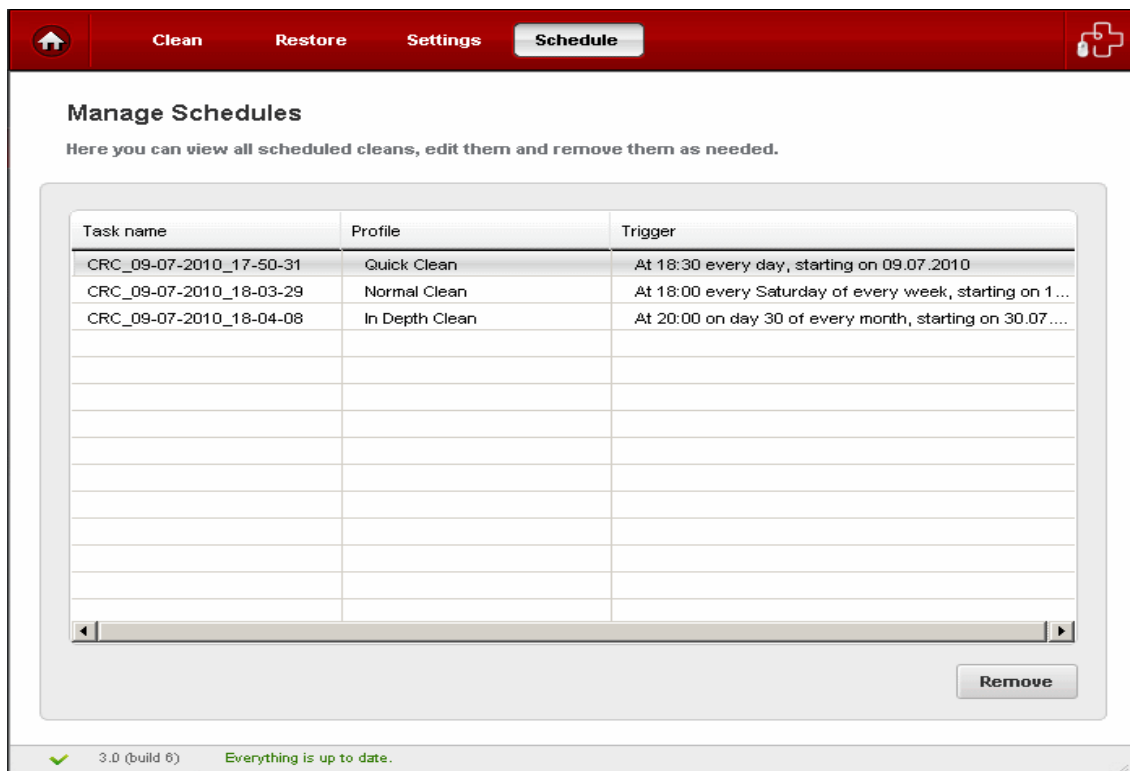 Clean Restore Settings Schedule
Manage Schedules
Here you can view all scheduled cleans, edit them and remove them as needed.
Task name Profile Trigger
CRC_09-07-2010_17-50-31 Quick Clean At 18:30 every day, starting on 09.07.2010
CRC_09-07-2010_18-03-29 Normal Clean At 18:00 every Saturday of every week, starting on 1...
CRC_09-07-2010_18-04-08 In Depth Clean At 20:00 on day 30 of every month, starting on 30.07....
Remove
3.0 (build 6) Everything is up to date.